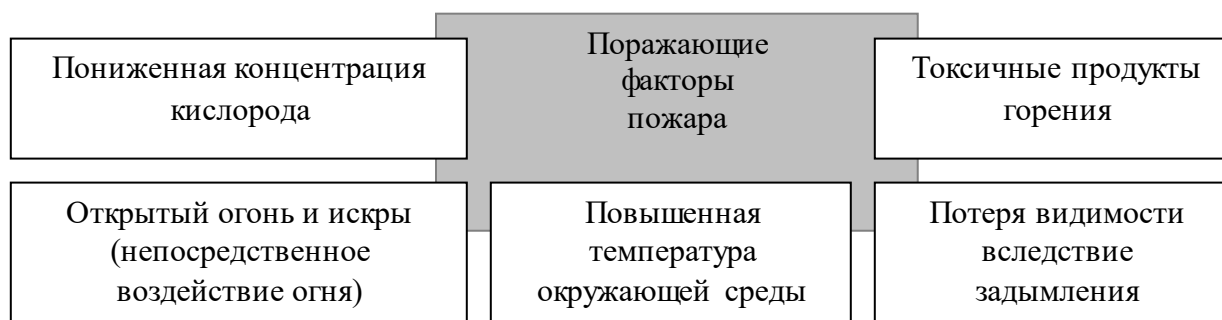 Поражающие
факторы
пожара
Пониженная концентрация
кислорода
Токсичные продукты
горения
Открытый огонь и искры
(непосредственное
воздействие огня)
Повышенная
температура
окружающей среды
Потеря видимости
вследствие
задымления